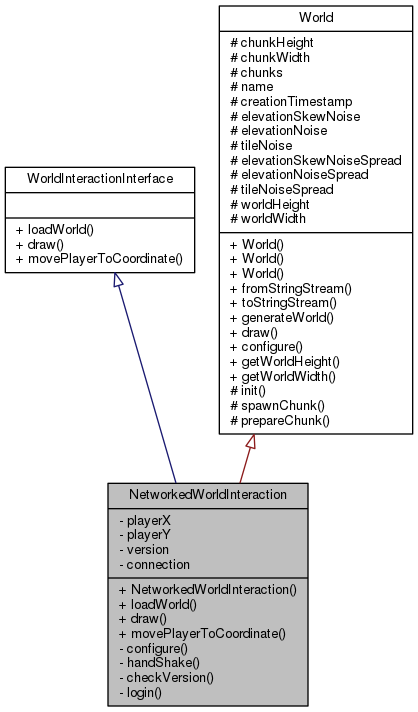 World
# chunkHeight
# chunkWidth
# chunks
# name
# creationTimestamp
# elevationSkewNoise
# elevationNoise
# tileNoise
# elevationSkewNoiseSpread
# elevationNoiseSpread
# tileNoiseSpread
# worldHeight
# worldWidth
+ World()
+ World()
+ World()
+ fromStringStream()
+ toStringStream()
+ generateWorld()
+ draw()
+ configure()
+ getWorldHeight()
+ getWorldWidth()
# init()
# spawnChunk()
# prepareChunk()
WorldInteractionInterface
+ loadWorld()
+ draw()
+ movePlayerToCoordinate()
NetworkedWorldInteraction
- playerX
- playerY
- version
- connection
+ NetworkedWorldInteraction()
+ loadWorld()
+ draw()
+ movePlayerToCoordinate()
- configure()
- handShake()
- checkVersion()
- login()